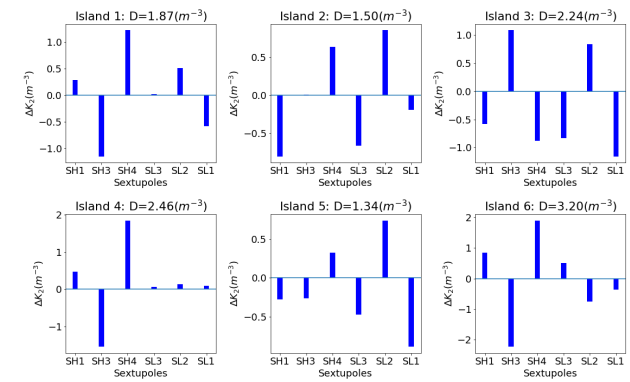 Island 1: D=1.87(m⁻³)
Island 2: D=1.50(m⁻³)
Island 3: D=2.24(m⁻³)
ΔK₂(m⁻³)
1.0
0.5
0.0
−0.5
−1.0
SH1 SH3 SH4 SL3 SL2 SL1
Sextupoles
ΔK₂(m⁻³)
0.5
0.0
−0.5
SH1 SH3 SH4 SL3 SL2 SL1
Sextupoles
ΔK₂(m⁻³)
1.0
0.5
0.0
−0.5
−1.0
SH1 SH3 SH4 SL3 SL2 SL1
Sextupoles
Island 4: D=2.46(m⁻³)
Island 5: D=1.34(m⁻³)
Island 6: D=3.20(m⁻³)
ΔK₂(m⁻³)
2
1
0
−1
SH1 SH3 SH4 SL3 SL2 SL1
Sextupoles
ΔK₂(m⁻³)
0.5
0.0
−0.5
SH1 SH3 SH4 SL3 SL2 SL1
Sextupoles
ΔK₂(m⁻³)
2
1
0
−1
−2
SH1 SH3 SH4 SL3 SL2 SL1
Sextupoles